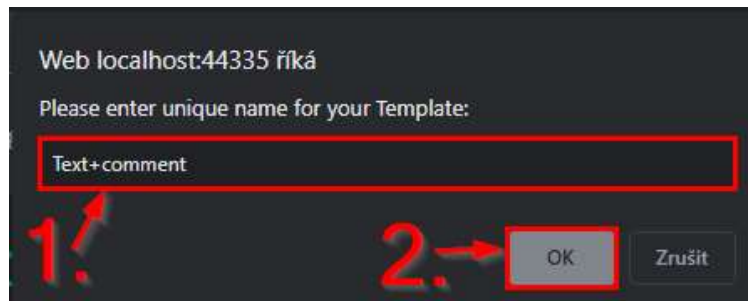 Web localhost:44335 říká
Please enter unique name for your Template:
Text+comment
1.
2.
OK
Zrušit